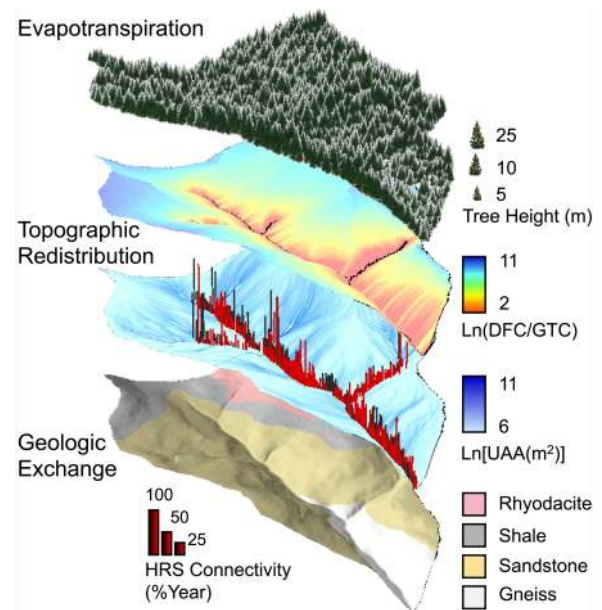 Evapotranspiration
25
10
5
Tree Height (m)
Topographic
Redistribution
11
2
Ln(DFC/GTC)
11
6
Ln[UAA(m²)]
Geologic
Exchange
100
50
25
HRS Connectivity
(%Year)
Rhyodacite
Shale
Sandstone
Gneiss